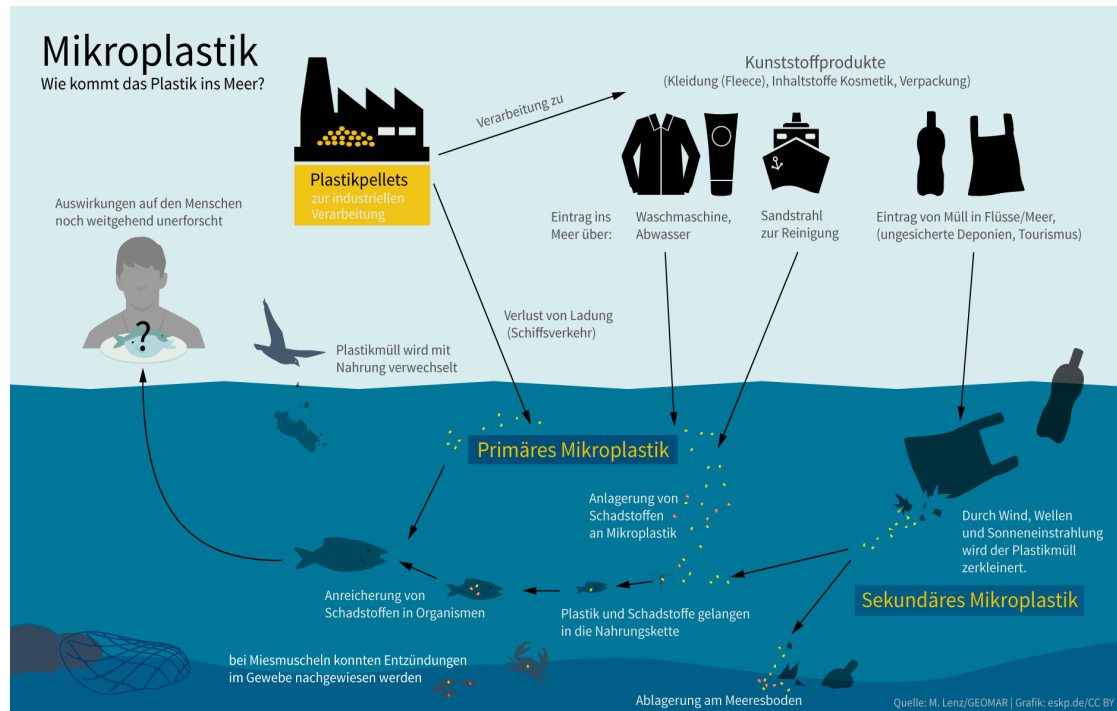 Mikroplastik
Wie kommt das Plastik ins Meer?
Kunststoffprodukte
(Kleidung (Fleece), Inhaltstoffe Kosmetik, Verpackung)
Verarbeitung zu
Plastikpellets
zur industriellen
Verarbeitung
Auswirkungen auf den Menschen
noch weitgehend unerforscht
?
Eintrag ins
Meer über:
Waschmaschine,
Abwasser
Sandstrahl
zur Reinigung
Eintrag von Müll in Flüsse/Meer,
(ungesicherte Deponien, Tourismus)
Verlust von Ladung
(Schiffsverkehr)
Plastikmüll wird mit
Nahrung verwechselt
Primäres Mikroplastik
Anlagerung von
Schadstoffen
an Mikroplastik
Durch Wind, Wellen
und Sonneneinstrahlung
wird der Plastikmüll
zerkleinert.
Sekundäres Mikroplastik
Anreicherung von
Schadstoffen in Organismen
Plastik und Schadstoffe gelangen
in die Nahrungskette
bei Miesmuscheln konnten Entzündungen
im Gewebe nachgewiesen werden
Ablagerung am Meeresboden
Quelle: M. Lenz/GEOMAR | Grafik: eskp.de/CC BY